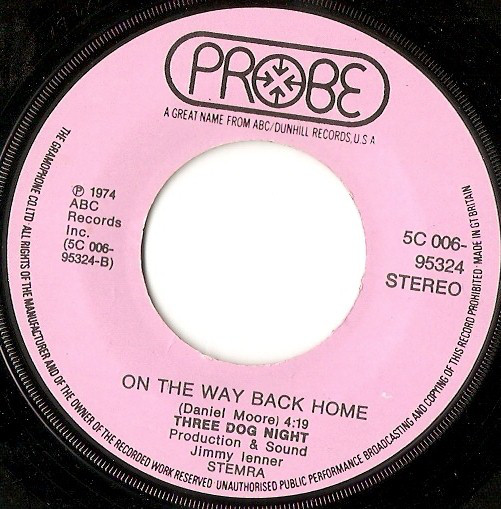 PROBE
A GREAT NAME FROM ABC/DUNHILL RECORDS, U.S.A
℗ 1974
ABC
Records
Inc.
(5C 006-
95324-B)
5C 006-
95324
STEREO
ON THE WAY BACK HOME
(Daniel Moore) 4:19
THREE DOG NIGHT
Production & Sound
Jimmy Ienner
STEMRA
THE GRAMOPHONE CO. LTD ALL RIGHTS OF THE MANUFACTURER AND OF THE OWNER OF THE RECORDED WORK RESERVED UNAUTHORISED PUBLIC PERFORMANCE BROADCASTING AND COPYING OF THIS RECORD PROHIBITED · MADE IN GT BRITAIN